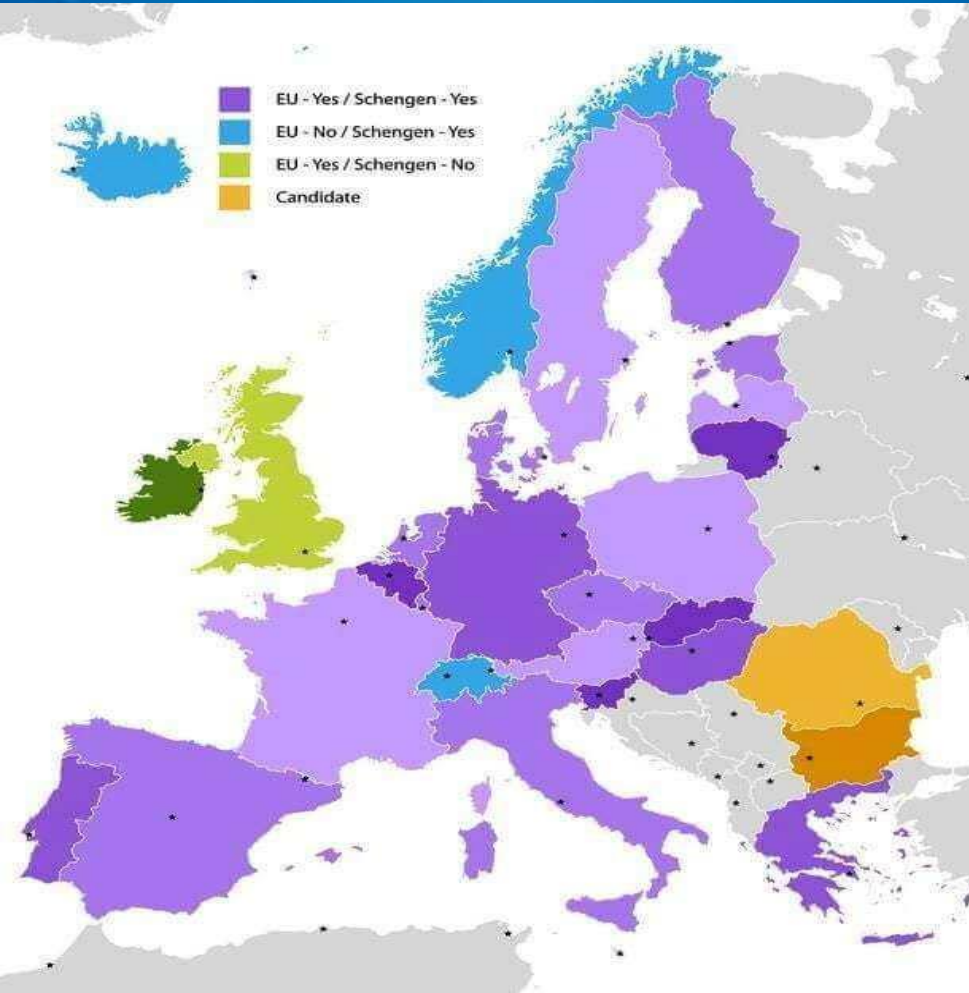 EU - Yes / Schengen - Yes
EU - No / Schengen - Yes
EU - Yes / Schengen - No
Candidate